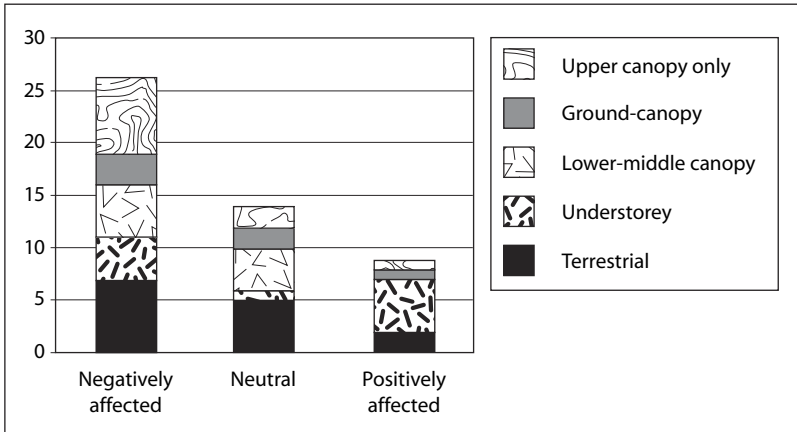 30
25
20
15
10
5
0
Negatively
affected
Neutral
Positively
affected
Upper canopy only
Ground-canopy
Lower-middle canopy
Understorey
Terrestrial